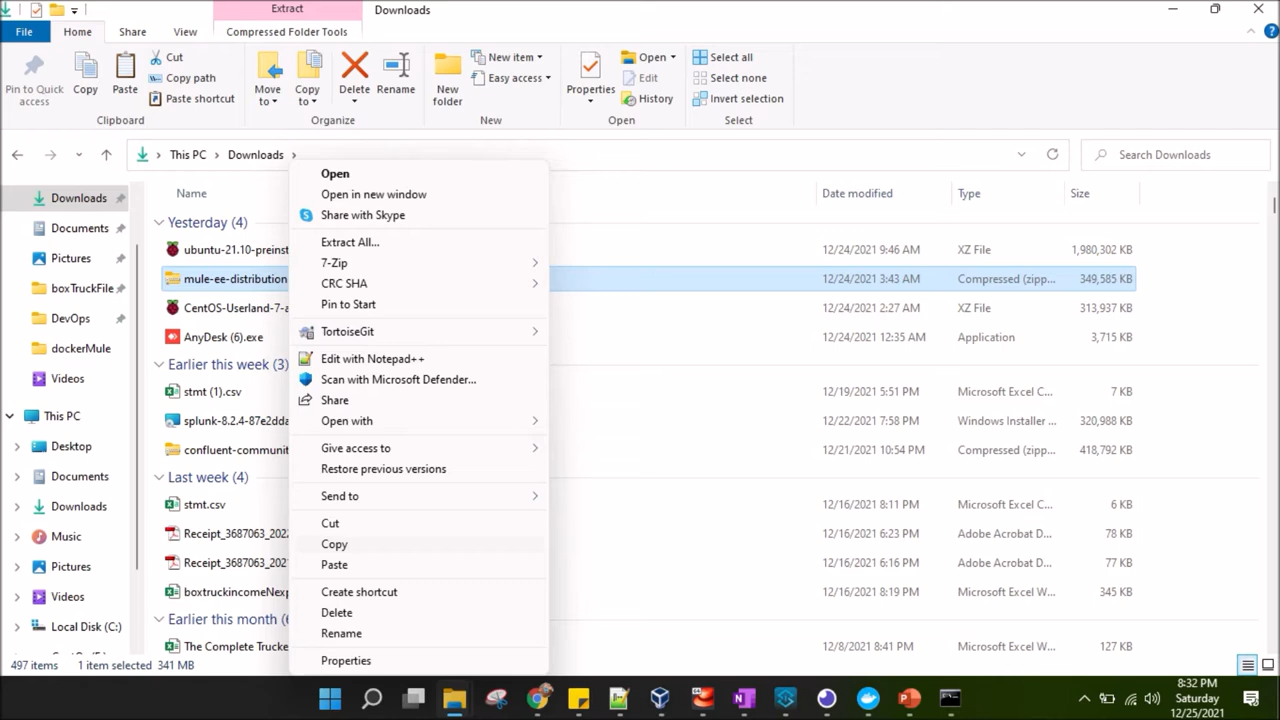 Extract
Downloads
File
Home
Share
View
Compressed Folder Tools
Pin to Quick access
Copy
Paste
Cut
Copy path
Paste shortcut
Clipboard
Move to
Copy to
Delete
Rename
Organize
New folder
New item
Easy access
New
Properties
Open
Edit
History
Open
Select all
Select none
Invert selection
Select
This PC
Downloads
Search Downloads
Downloads
Documents
Pictures
boxTruckFile
DevOps
dockerMule
Videos
This PC
Desktop
Documents
Downloads
Music
Pictures
Videos
Local Disk (C:)
Name
Date modified
Type
Size
Yesterday (4)
ubuntu-21.10-preinst 12/24/2021 9:46 AM XZ File 1,980,302 KB
mule-ee-distribution 12/24/2021 3:43 AM Compressed (zipp... 349,585 KB
CentOS-Userland-7-a 12/24/2021 2:27 AM XZ File 313,937 KB
AnyDesk (6).exe 12/24/2021 12:35 AM Application 3,715 KB
Earlier this week (3)
stmt (1).csv 12/19/2021 5:51 PM Microsoft Excel C... 7 KB
splunk-8.2.4-87e2dda 12/22/2021 7:58 PM Windows Installer ... 320,988 KB
confluent-communit 12/21/2021 10:54 PM Compressed (zipp... 418,792 KB
Last week (4)
stmt.csv 12/16/2021 8:11 PM Microsoft Excel C... 6 KB
Receipt_3687063_202 12/16/2021 6:23 PM Adobe Acrobat D... 78 KB
Receipt_3687063_202 12/16/2021 6:16 PM Adobe Acrobat D... 77 KB
boxtruckincomeNexp 12/16/2021 8:19 PM Microsoft Excel W... 345 KB
Earlier this month (
The Complete Trucke 12/8/2021 8:39 PM Microsoft Excel W... 127 KB
Open
Open in new window
Share with Skype
Extract All...
7-Zip
CRC SHA
Pin to Start
TortoiseGit
Edit with Notepad++
Scan with Microsoft Defender...
Share
Open with
Give access to
Restore previous versions
Send to
Cut
Copy
Paste
Create shortcut
Delete
Rename
Properties
497 items
1 item selected 341 MB
8:32 PM
Saturday
12/25/2021